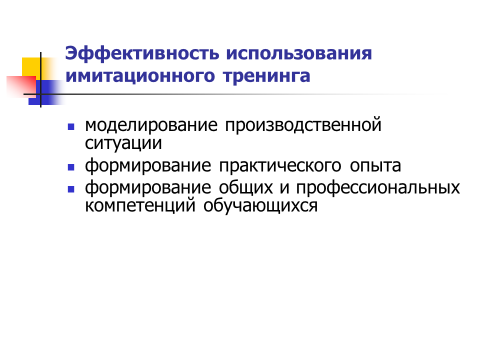 Эффективность использования
имитационного тренинга
моделирование производственной
ситуации
формирование практического опыта
формирование общих и профессиональных
компетенций обучающихся